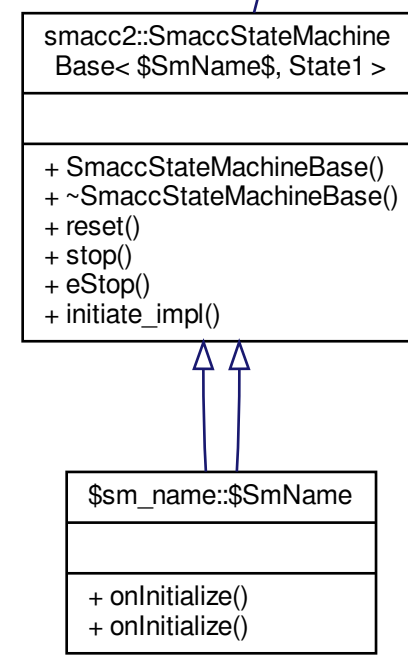 smacc2::SmaccStateMachine
Base< $SmName$, State1 >
+ SmaccStateMachineBase()
+ ~SmaccStateMachineBase()
+ reset()
+ stop()
+ eStop()
+ initiate_impl()
$sm_name::$SmName
+ onInitialize()
+ onInitialize()